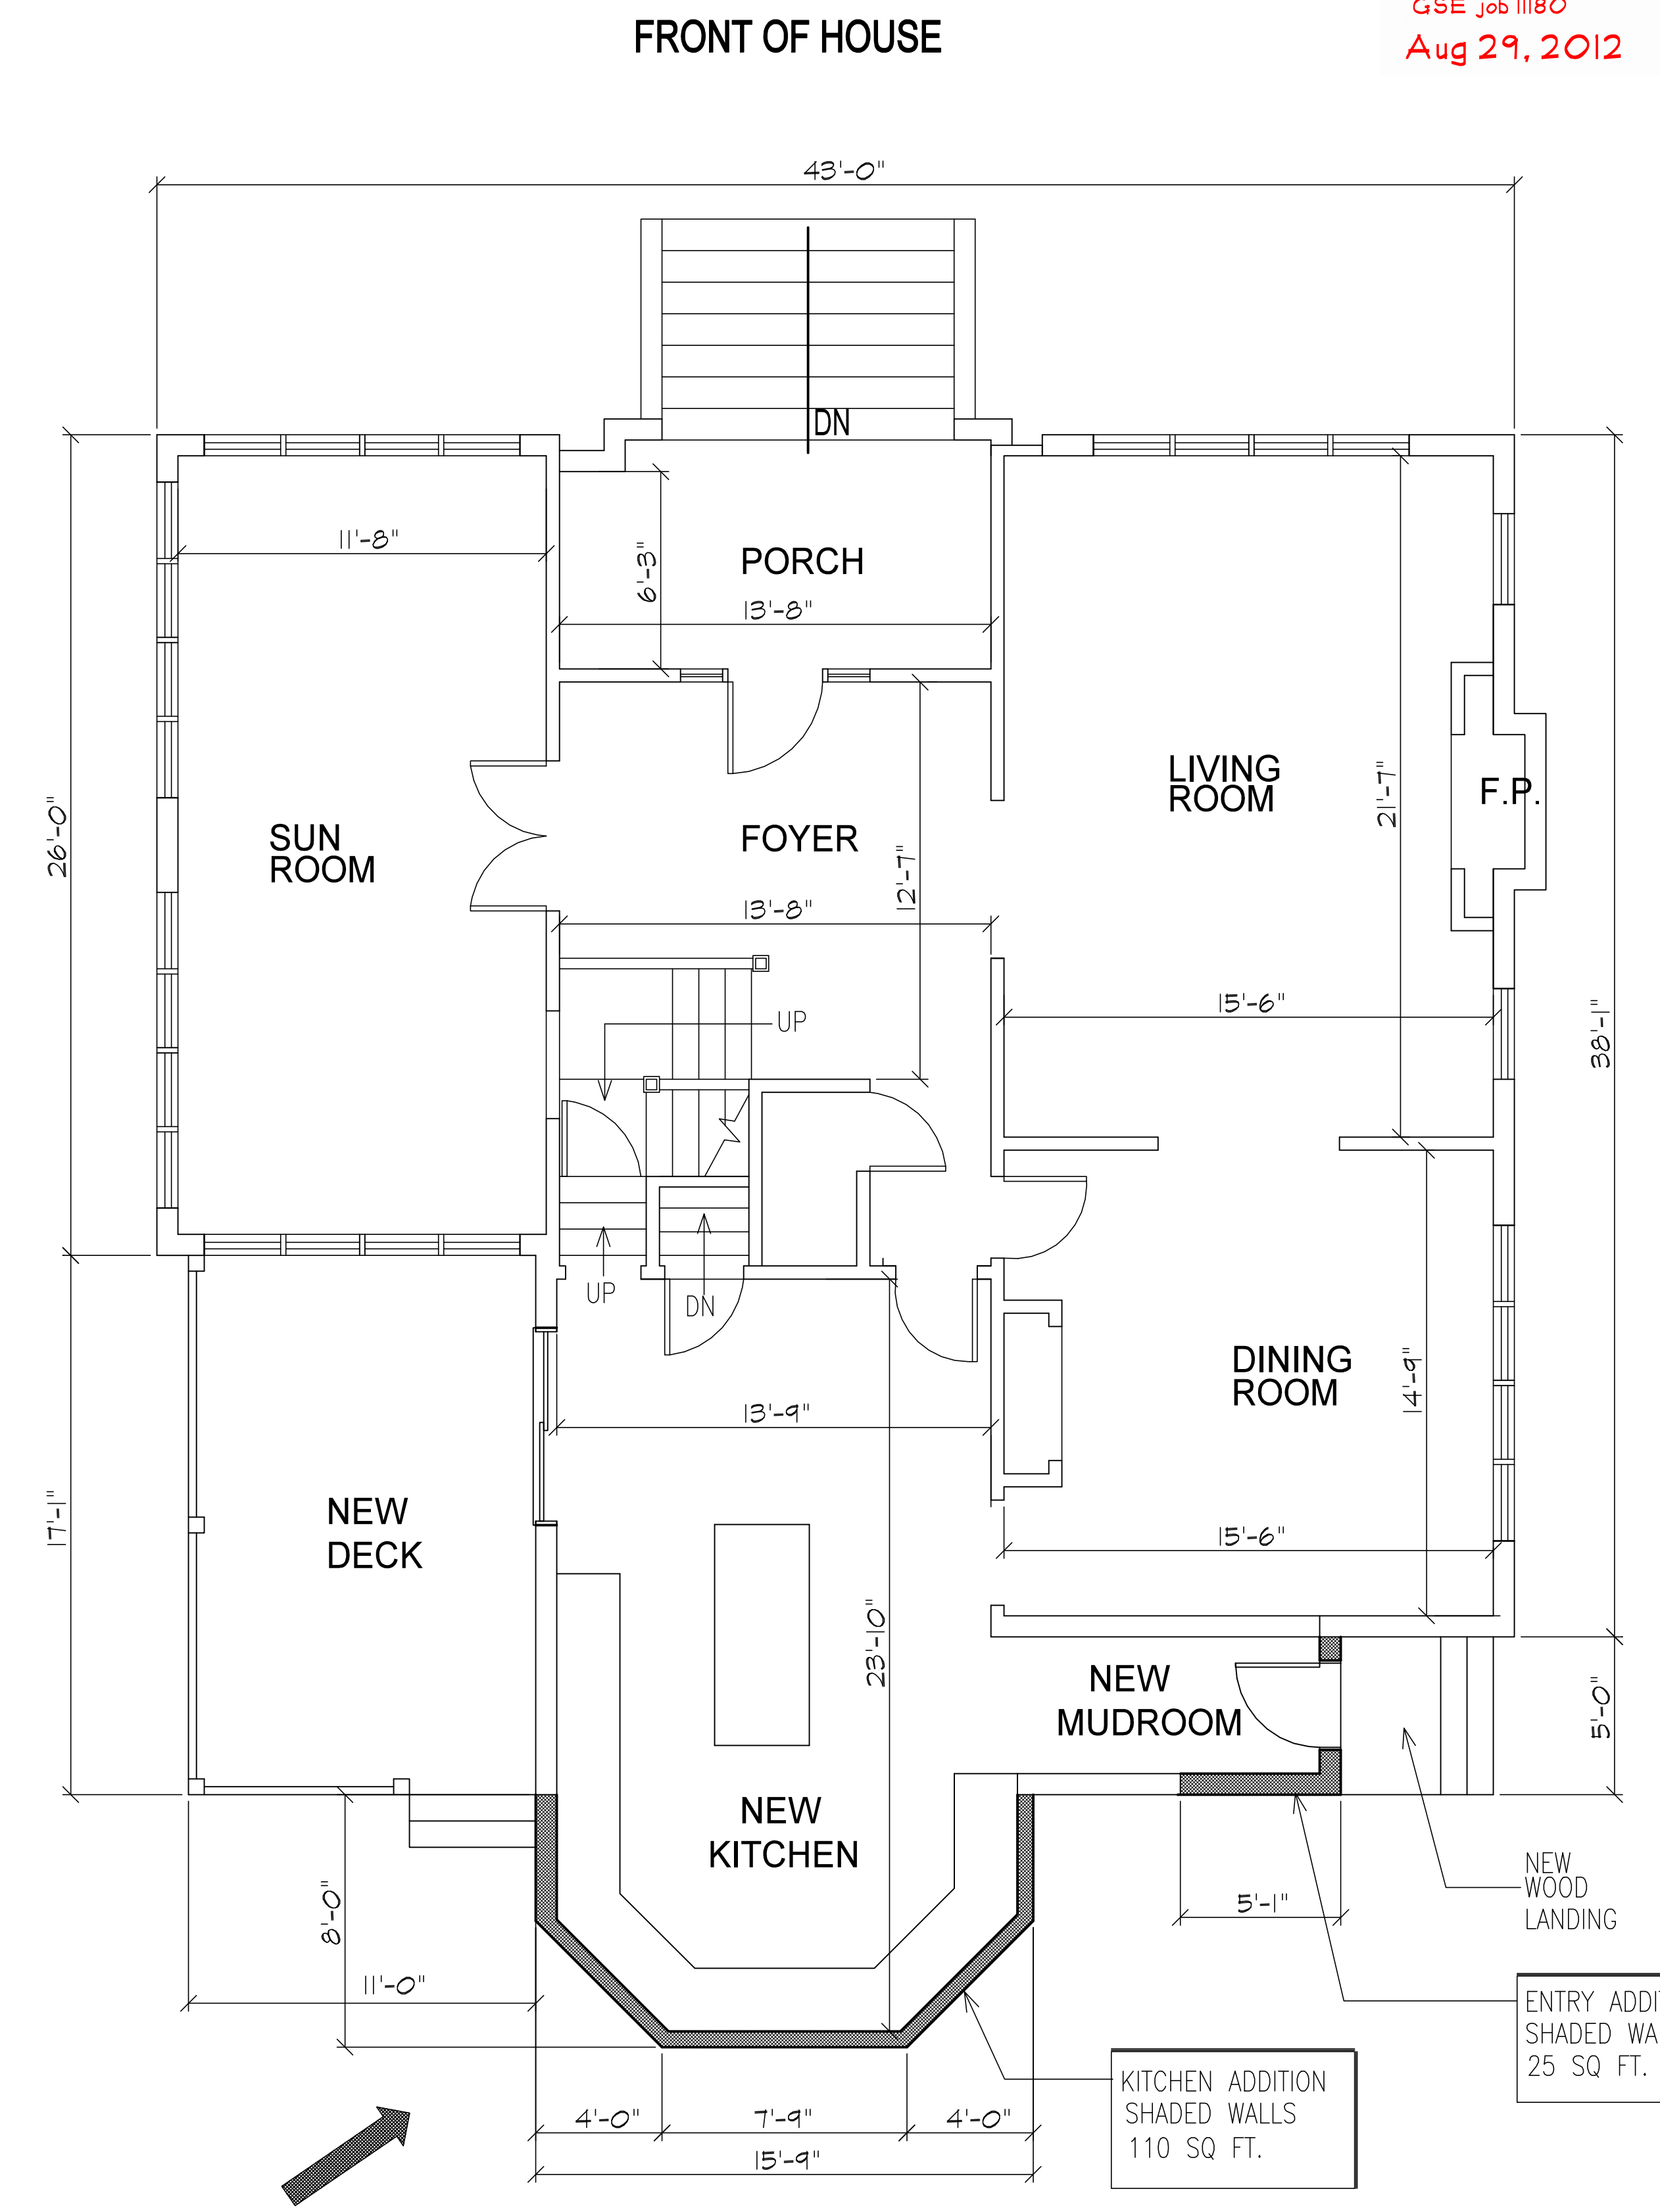 GSE job 11180
FRONT OF HOUSE
Aug 29, 2012
43'-0"
DN
11'-8"
PORCH
6'-3"
13'-8"
LIVING
ROOM
21'-7"
F.P.
SUN
ROOM
FOYER
26'-0"
12'-7"
13'-8"
15'-6"
UP
38'-1"
UP
DN
DINING
ROOM
14'-9"
13'-9"
NEW
DECK
17'-1"
15'-6"
23'-10"
NEW
MUDROOM
5'-0"
NEW
KITCHEN
NEW
WOOD
LANDING
8'-0"
5'-1"
11'-0"
ENTRY
SHADED
25 SQ FT.
KITCHEN ADDITION
SHADED WALLS
110 SQ FT.
4'-0"
7'-9"
4'-0"
15'-9"